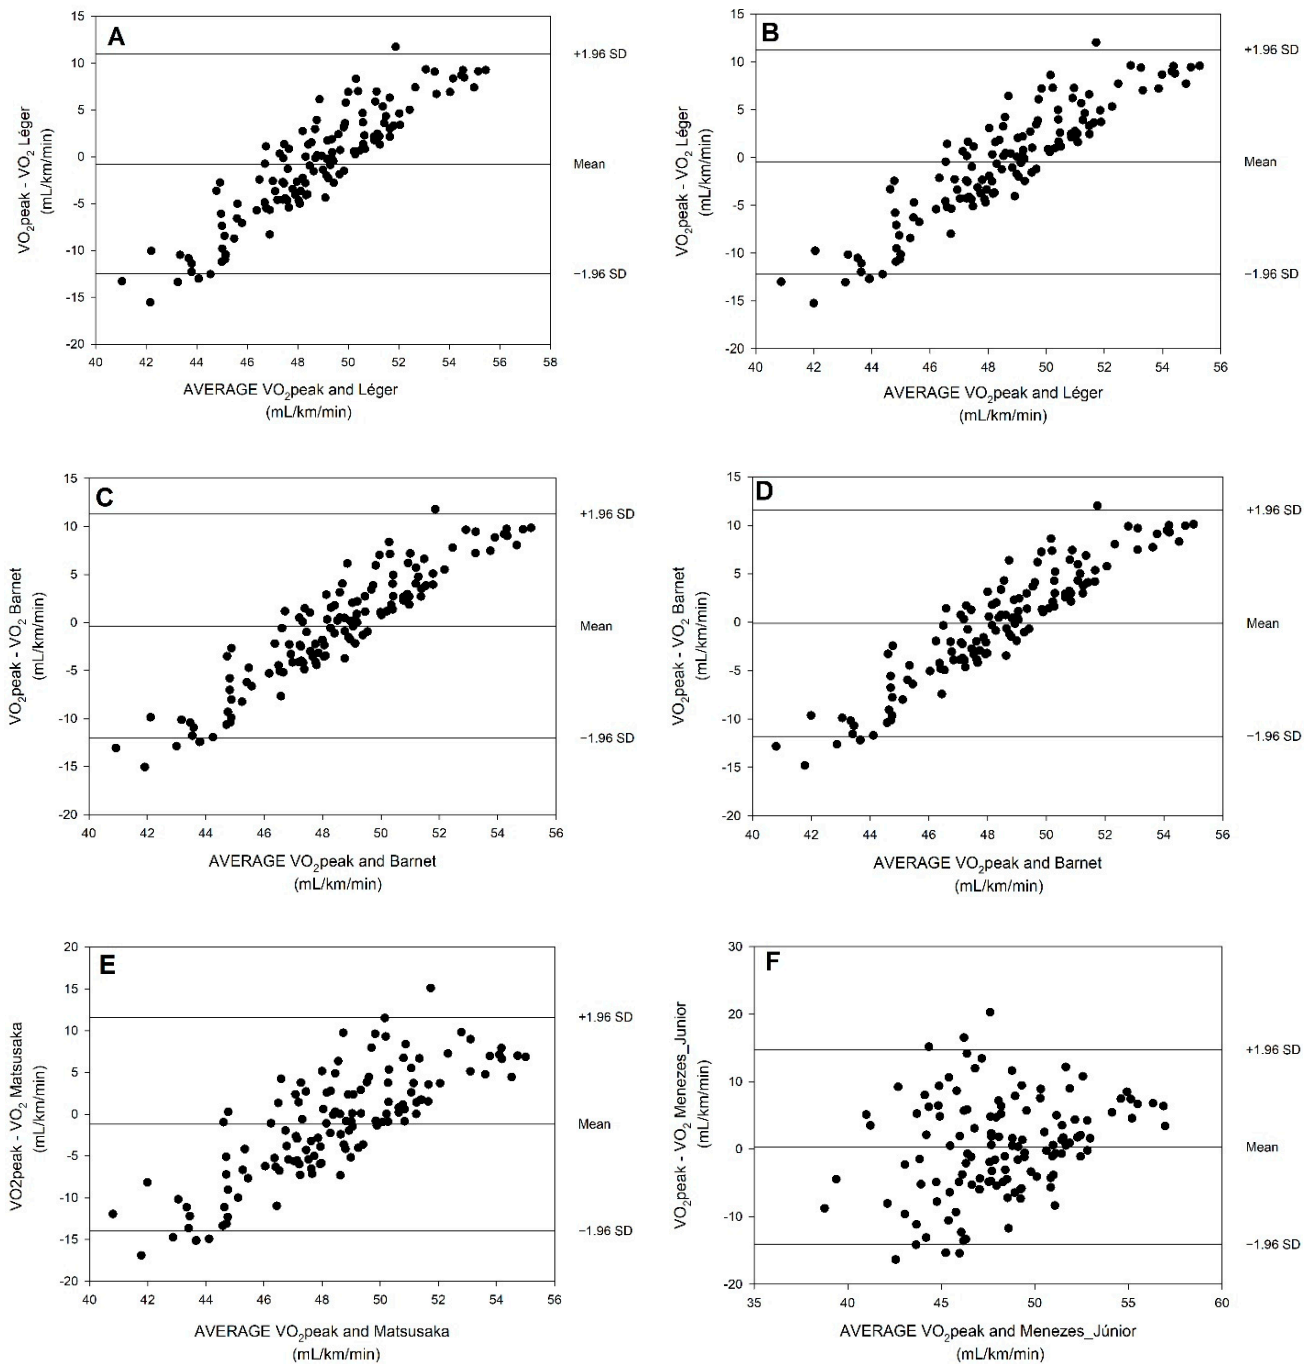 A
15
10
5
0
-5
-10
-15
-20
40
42
44
46
48
50
52
54
56
58
+1.96 SD
Mean
−1.96 SD
VO2peak - VO2 Léger
(mL/km/min)
AVERAGE VO2peak and Léger
(mL/km/min)
B
15
10
5
0
-5
-10
-15
-20
40
42
44
46
48
50
52
54
56
+1.96 SD
Mean
−1.96 SD
VO2peak - VO2 Léger
(mL/km/min)
AVERAGE VO2peak and Léger
(mL/km/min)
C
15
10
5
0
-5
-10
-15
-20
40
42
44
46
48
50
52
54
56
+1.96 SD
Mean
−1.96 SD
VO2peak - VO2 Barnet
(mL/km/min)
AVERAGE VO2peak and Barnet
(mL/km/min)
D
15
10
5
0
-5
-10
-15
-20
40
42
44
46
48
50
52
54
56
+1.96 SD
Mean
−1.96 SD
VO2peak - VO2 Barnet
(mL/km/min)
AVERAGE VO2peak and Barnet
(mL/km/min)
E
20
15
10
5
0
-5
-10
-15
-20
40
42
44
46
48
50
52
54
56
+1.96 SD
Mean
−1.96 SD
VO2peak - VO2 Matsusaka
(mL/km/min)
AVERAGE VO2peak and Matsusaka
(mL/km/min)
F
30
20
10
0
-10
-20
35
40
45
50
55
60
+1.96 SD
Mean
−1.96 SD
VO2peak - VO2 Menezes_Junior
(mL/km/min)
AVERAGE VO2peak and Menezes_Júnior
(mL/km/min)